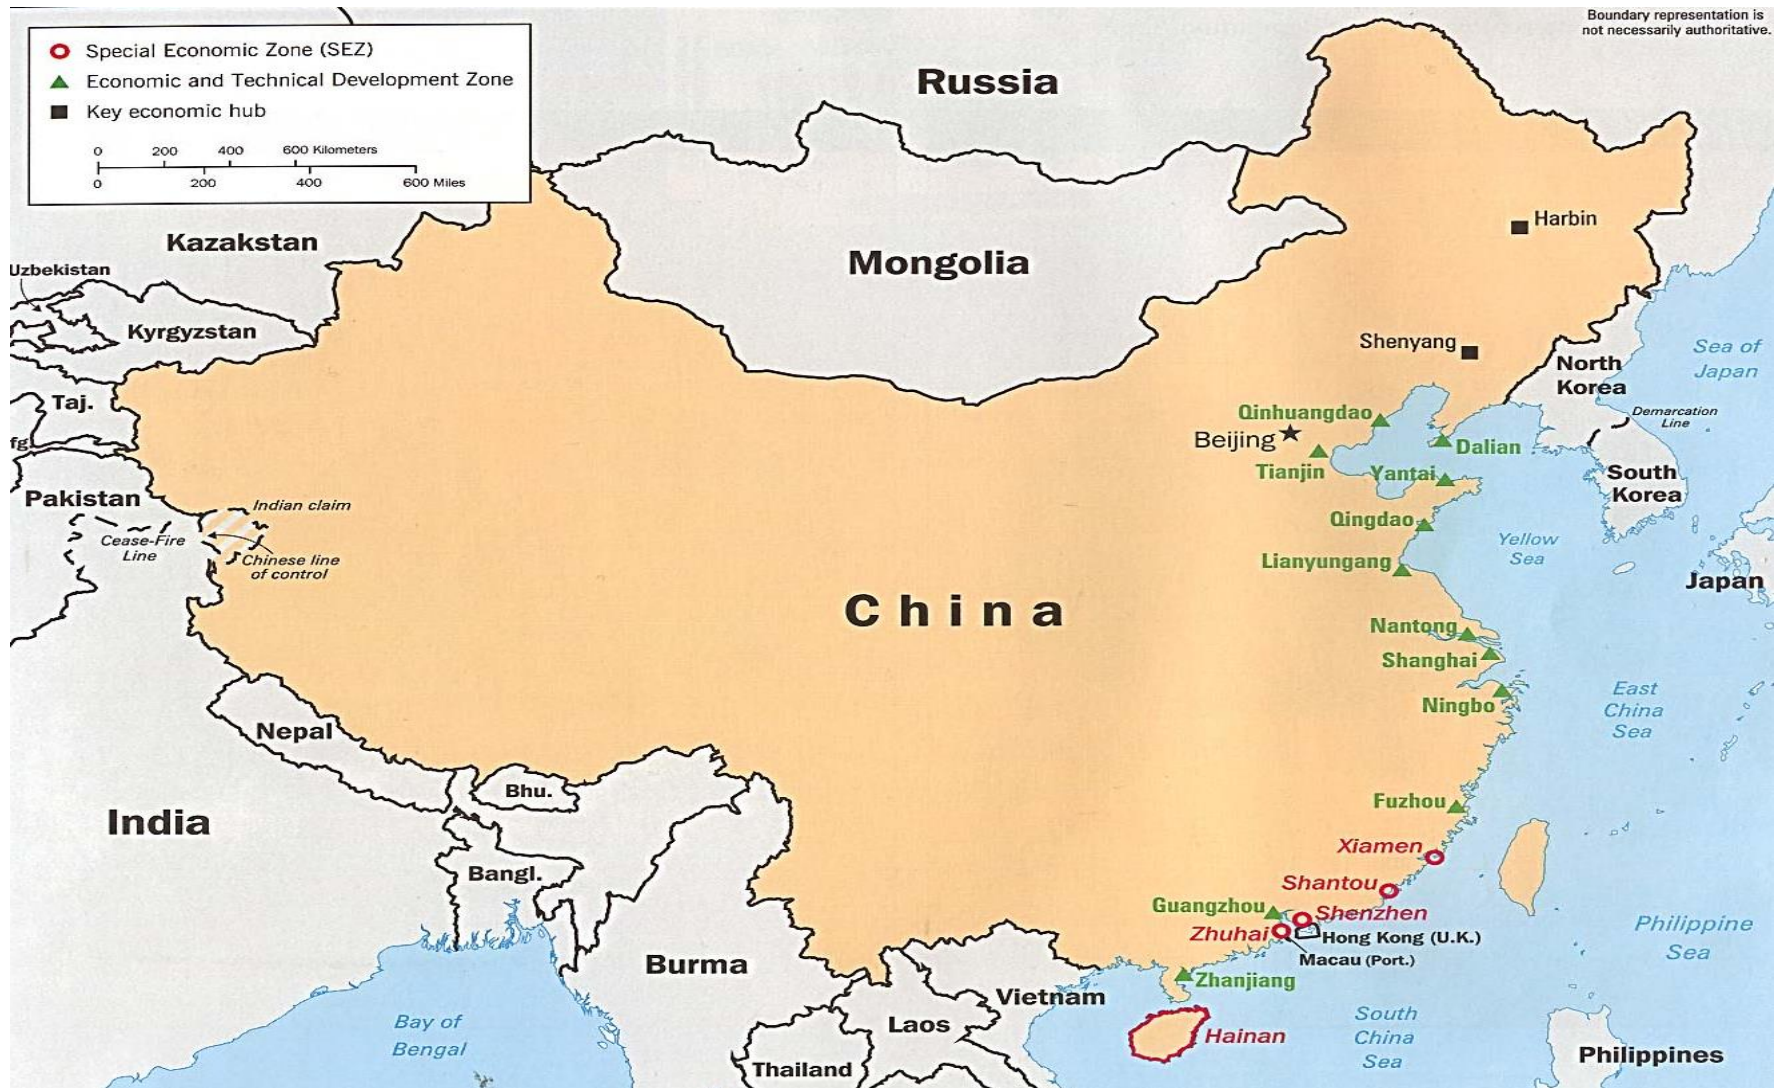 Boundary representation is
not necessarily authoritative.
Special Economic Zone (SEZ)
Economic and Technical Development Zone
Key economic hub
0 200 400 600 Kilometers
0 200 400 600 Miles
Russia
Kazakstan
Mongolia
Harbin
Uzbekistan
Kyrgyzstan
Shenyang
North
Korea
Sea of
Japan
Taj.
fg.
Demarcation
Line
Qinhuangdao
Beijing
Dalian
Tianjin
Yantai
South
Korea
Pakistan
Indian claim
Cease-Fire
Line
Chinese line
of control
Qingdao
Yellow
Sea
Lianyungang
Japan
China
Nantong
Shanghai
Ningbo
East
China
Sea
Nepal
Bhu.
India
Fuzhou
Xiamen
Bangl.
Shantou
Guangzhou
Shenzhen
Zhuhai
Hong Kong (U.K.)
Macau (Port.)
Philippine
Sea
Burma
Zhanjiang
Vietnam
Laos
Bay of
Bengal
Hainan
South
China
Sea
Thailand
Philippines